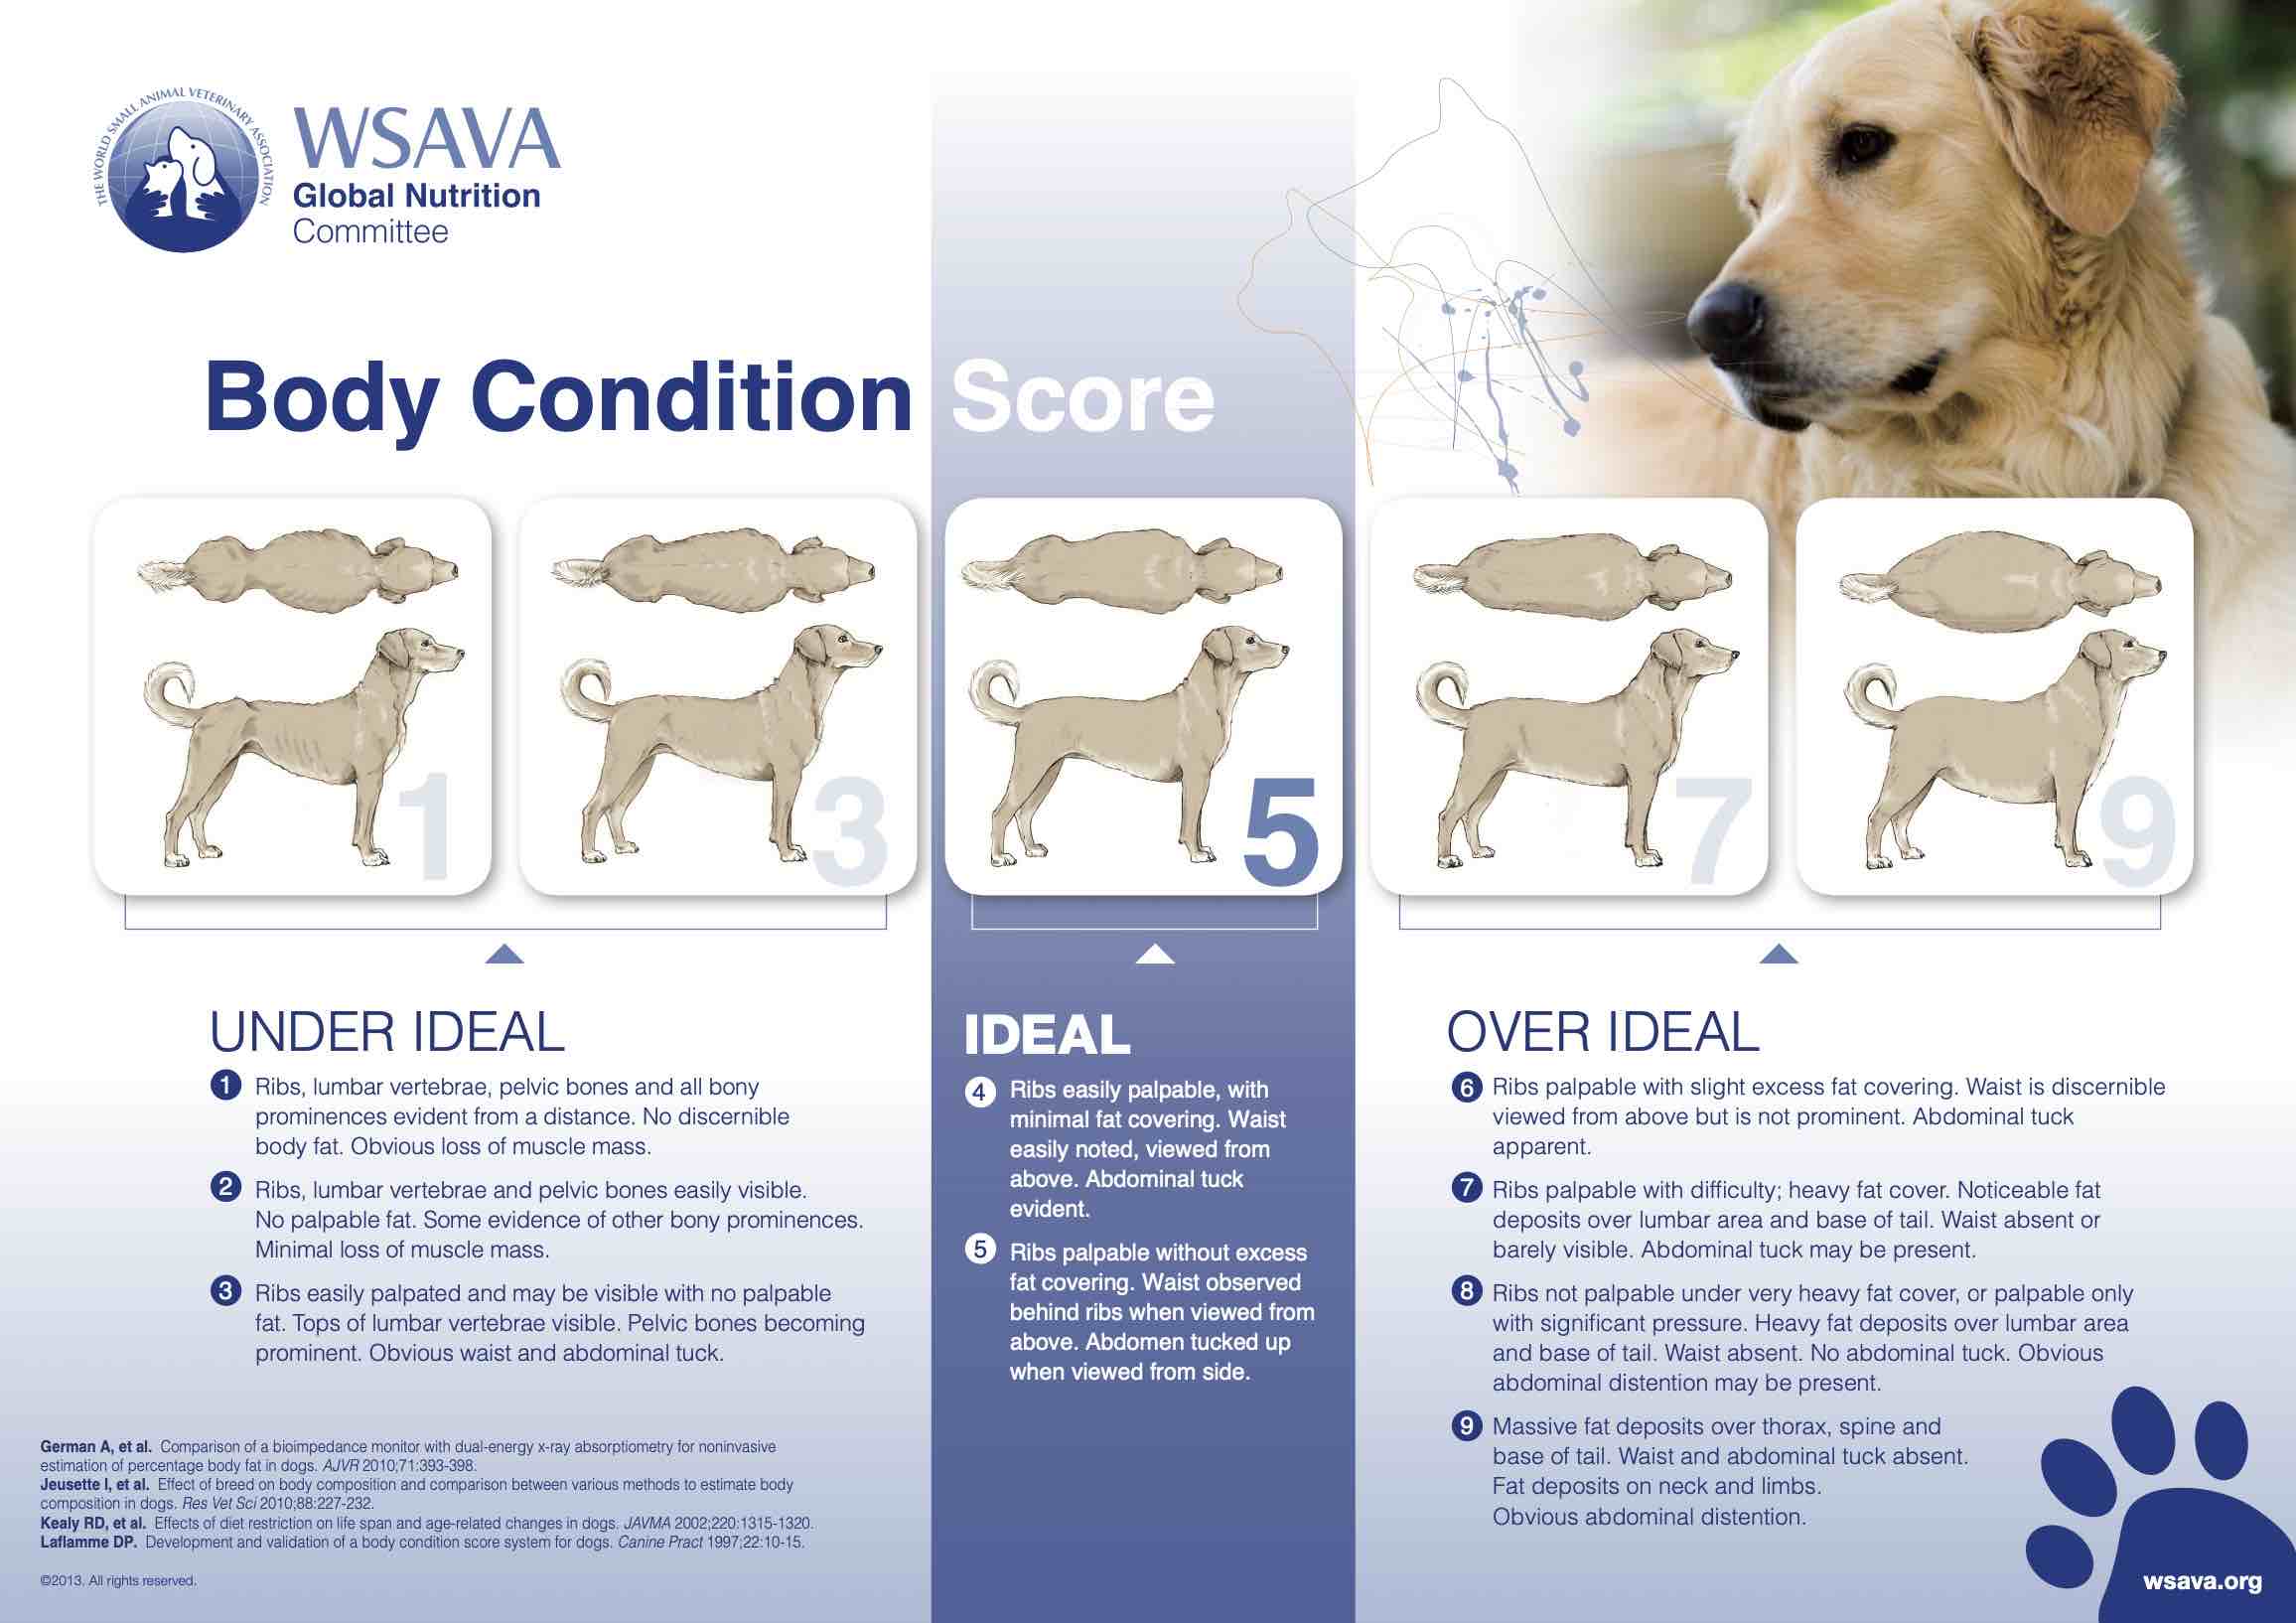 THE WORLD SMALL ANIMAL VETERINARY ASSOCIATION
WSAVA
Global Nutrition
Committee
Body Condition Score
1
3
5
7
9
UNDER IDEAL
1 Ribs, lumbar vertebrae, pelvic bones and all bony
prominences evident from a distance. No discernible
body fat. Obvious loss of muscle mass.
2 Ribs, lumbar vertebrae and pelvic bones easily visible.
No palpable fat. Some evidence of other bony prominences.
Minimal loss of muscle mass.
3 Ribs easily palpated and may be visible with no palpable
fat. Tops of lumbar vertebrae visible. Pelvic bones becoming
prominent. Obvious waist and abdominal tuck.
IDEAL
4 Ribs easily palpable, with
minimal fat covering. Waist
easily noted, viewed from
above. Abdominal tuck
evident.
5 Ribs palpable without excess
fat covering. Waist observed
behind ribs when viewed from
above. Abdomen tucked up
when viewed from side.
OVER IDEAL
6 Ribs palpable with slight excess fat covering. Waist is discernible
viewed from above but is not prominent. Abdominal tuck
apparent.
7 Ribs palpable with difficulty; heavy fat cover. Noticeable fat
deposits over lumbar area and base of tail. Waist absent or
barely visible. Abdominal tuck may be present.
8 Ribs not palpable under very heavy fat cover, or palpable only
with significant pressure. Heavy fat deposits over lumbar area
and base of tail. Waist absent. No abdominal tuck. Obvious
abdominal distention may be present.
9 Massive fat deposits over thorax, spine and
base of tail. Waist and abdominal tuck absent.
Fat deposits on neck and limbs.
Obvious abdominal distention.
German A, et al. Comparison of a bioimpedance monitor with dual-energy x-ray absorptiometry for noninvasive
estimation of percentage body fat in dogs. AJVR 2010;71:393-398.
Jeusette I, et al. Effect of breed on body composition and comparison between various methods to estimate body
composition in dogs. Res Vet Sci 2010;88:227-232.
Kealy RD, et al. Effects of diet restriction on life span and age-related changes in dogs. JAVMA 2002;220:1315-1320.
Laflamme DP. Development and validation of a body condition score system for dogs. Canine Pract 1997;22:10-15.
©2013. All rights reserved.
wsava.org